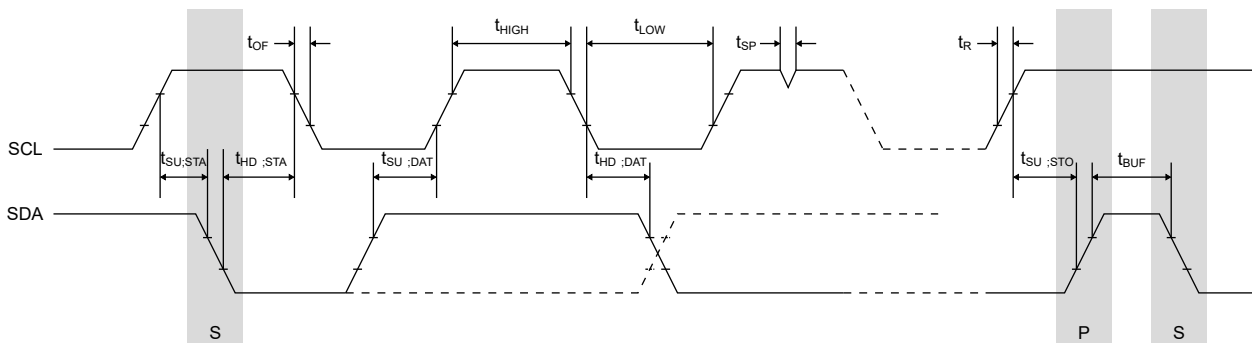 tHIGH
tLOW
tOF
tSP
tR
SCL
tSU;STA
tHD ;STA
tSU ;DAT
tHD ;DAT
tSU ;STO
tBUF
SDA
S
P
S